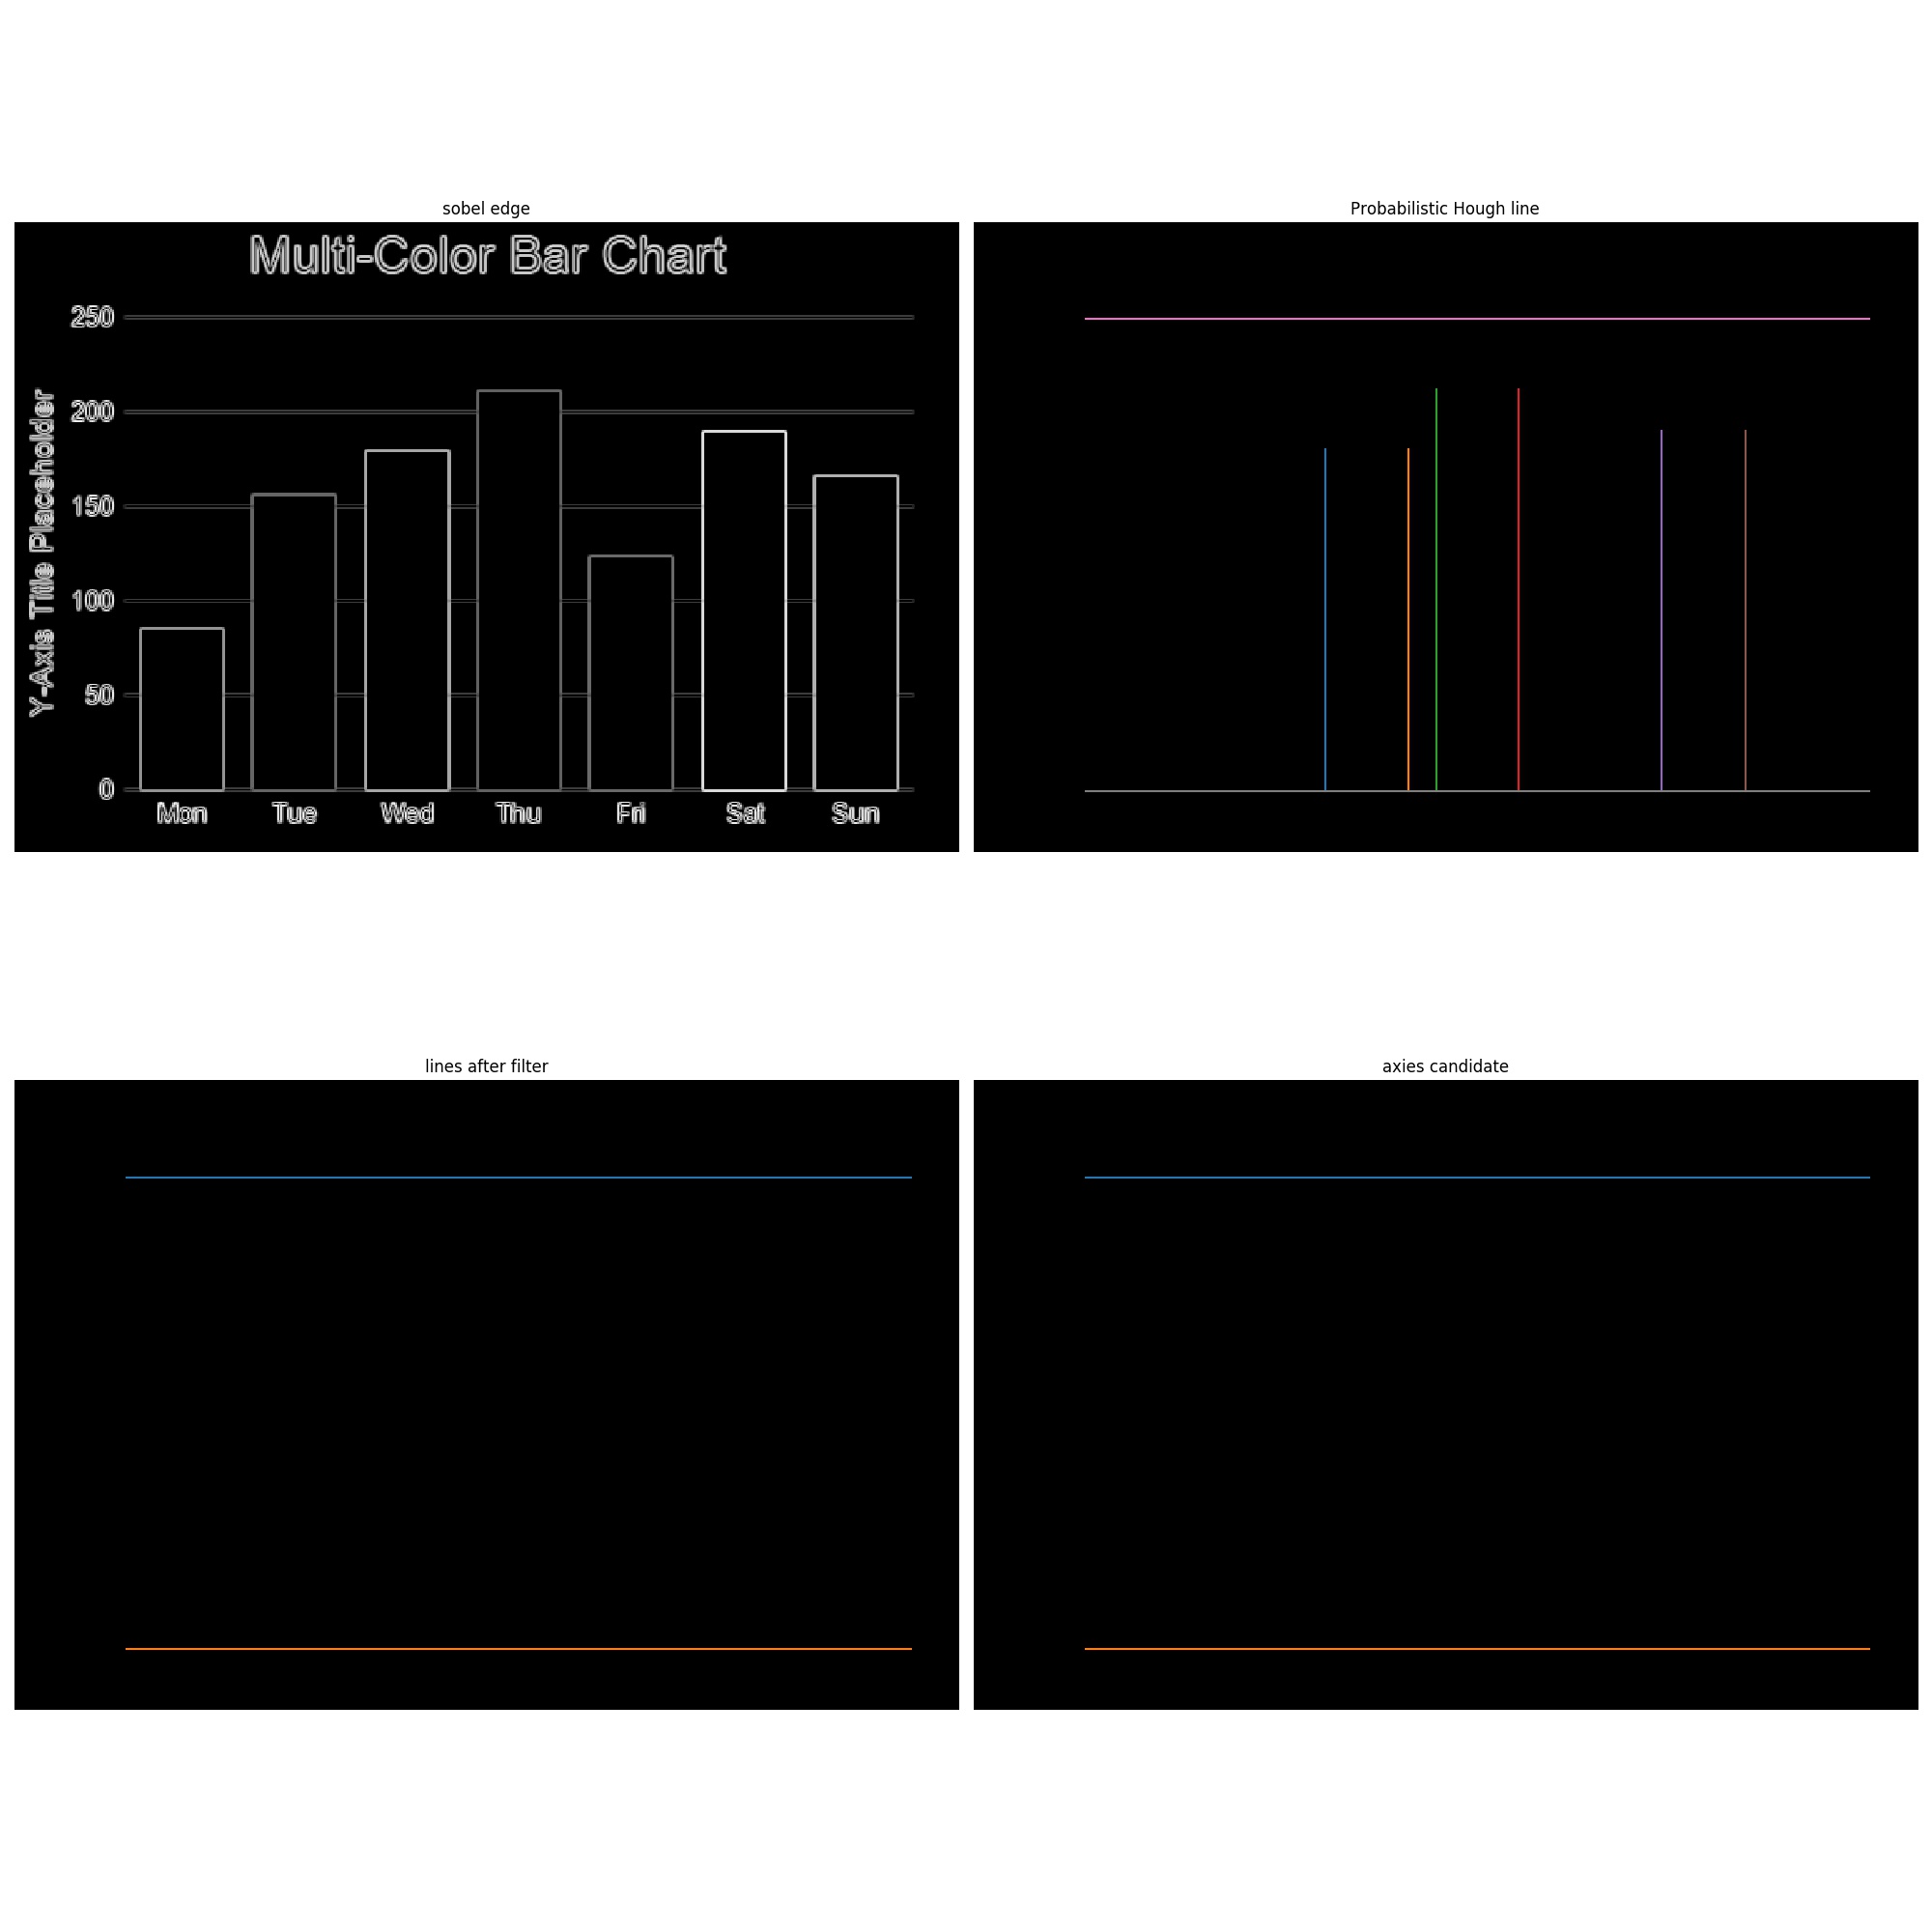 sobel edge
Probabilistic Hough line
Multi-Color Bar Chart
250
200
150
100
50
0
Y-Axis Title Placeholder
Mon Tue Wed Thu Fri Sat Sun
lines after filter
axies candidate